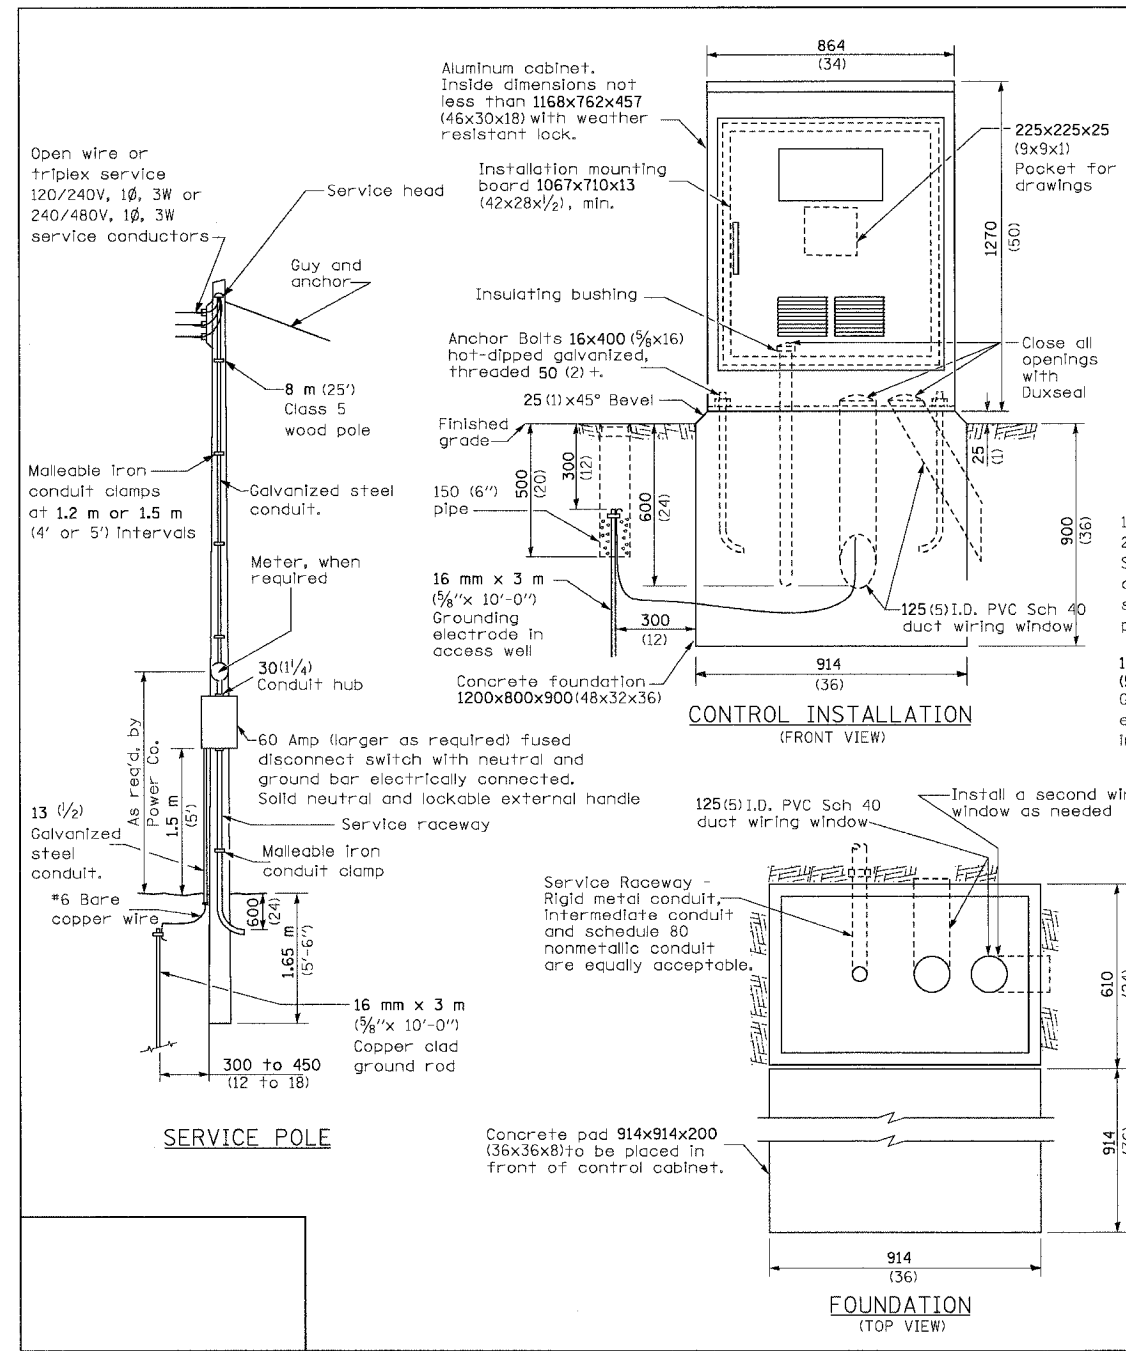 Open wire or
triplex service
120/240V, 1Ø, 3W or
240/480V, 1Ø, 3W
service conductors
Service head
Guy and
anchor
8 m (25')
Class 5
wood pole
Malleable iron
conduit clamps
at 1.2 m or 1.5 m
(4' or 5') intervals
Galvanized steel
conduit.
Meter, when
required
30(1¼)
Conduit hub
60 Amp (larger as required) fused
disconnect switch with neutral and
ground bar electrically connected.
Solid neutral and lockable external handle
As req'd. by
Power Co.
1.5 m
(5')
Service raceway
13 (½)
Galvanized
steel
conduit.
Malleable iron
conduit clamp
#6 Bare
copper wire
600
(24)
1.65 m
(5'-6")
16 mm x 3 m
(⅝"x 10'-0")
Copper clad
ground rod
300 to 450
(12 to 18)
SERVICE POLE
864
(34)
Aluminum cabinet.
Inside dimensions not
less than 1168x762x457
(46x30x18) with weather
resistant lock.
225x225x25
(9x9x1)
Pocket for
drawings
Installation mounting
board 1067x710x13
(42x28x½), min.
1270
(50)
Insulating bushing
Anchor Bolts 16x400 (⅝x16)
hot-dipped galvanized,
threaded 50 (2) +.
Close all
openings
with
Duxseal
25(1)x45° Bevel
Finished
grade
500
(20)
300
(12)
600
(24)
25
(1)
900
(36)
150 (6")
pipe
16 mm x 3 m
(⅝"x 10'-0")
Grounding
electrode in
access well
300
(12)
125(5)I.D. PVC Sch 40
duct wiring window
Concrete foundation
1200x800x900(48x32x36)
914
(36)
CONTROL INSTALLATION
(FRONT VIEW)
125(5)I.D. PVC Sch 40
duct wiring window
Install a second
window as needed
Service Raceway -
Rigid metal conduit,
intermediate conduit
and schedule 80
nonmetallic conduit
are equally acceptable.
610
914
Concrete pad 914x914x200
(36x36x8)to be placed in
front of control cabinet.
914
(36)
FOUNDATION
(TOP VIEW)